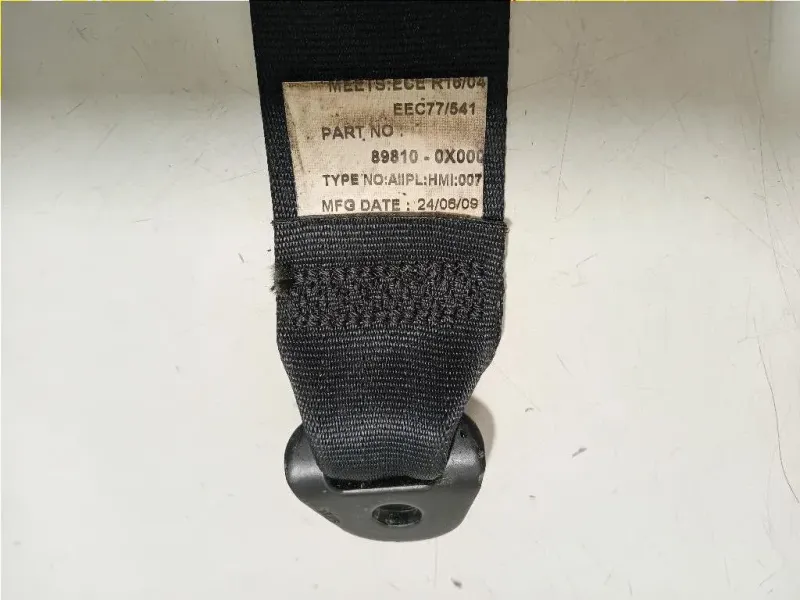 MEETS:ECE R16/04
EEC77/541
PART NO :
89810 - 0X000
TYPE NO:AIIPL:HMI:007
MFG DATE : 24/06/09